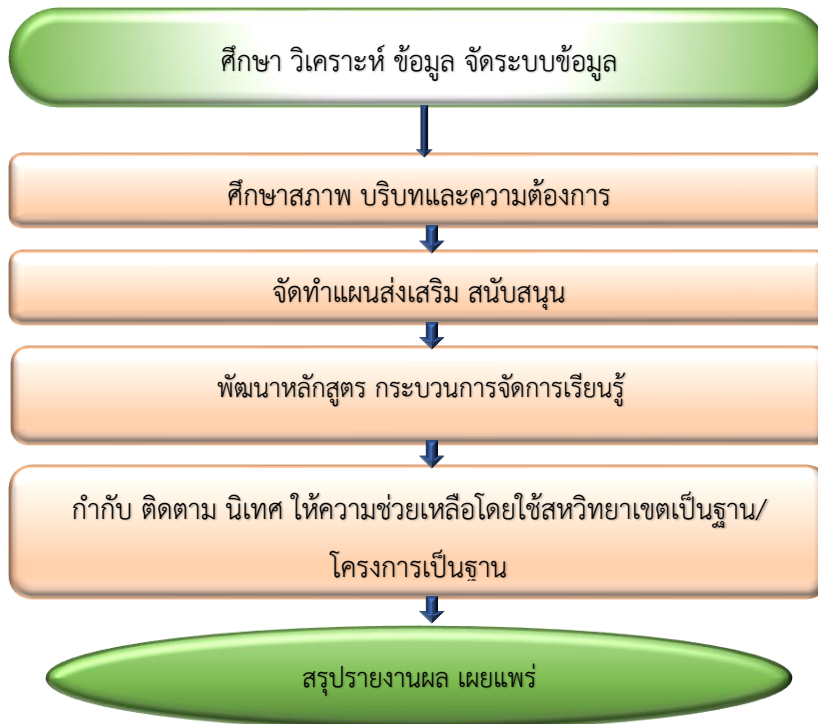 ศึกษา วิเคราะห์ ข้อมูล จัดระบบข้อมูล
ศึกษาสภาพ บริบทและความต้องการ
จัดทำแผนส่งเสริม สนับสนุน
พัฒนาหลักสูตร กระบวนการจัดการเรียนรู้
กำกับ ติดตาม นิเทศ ให้ความช่วยเหลือโดยใช้สหวิทยาเขตเป็นฐาน/
โครงการเป็นฐาน
สรุปรายงานผล เผยแพร่